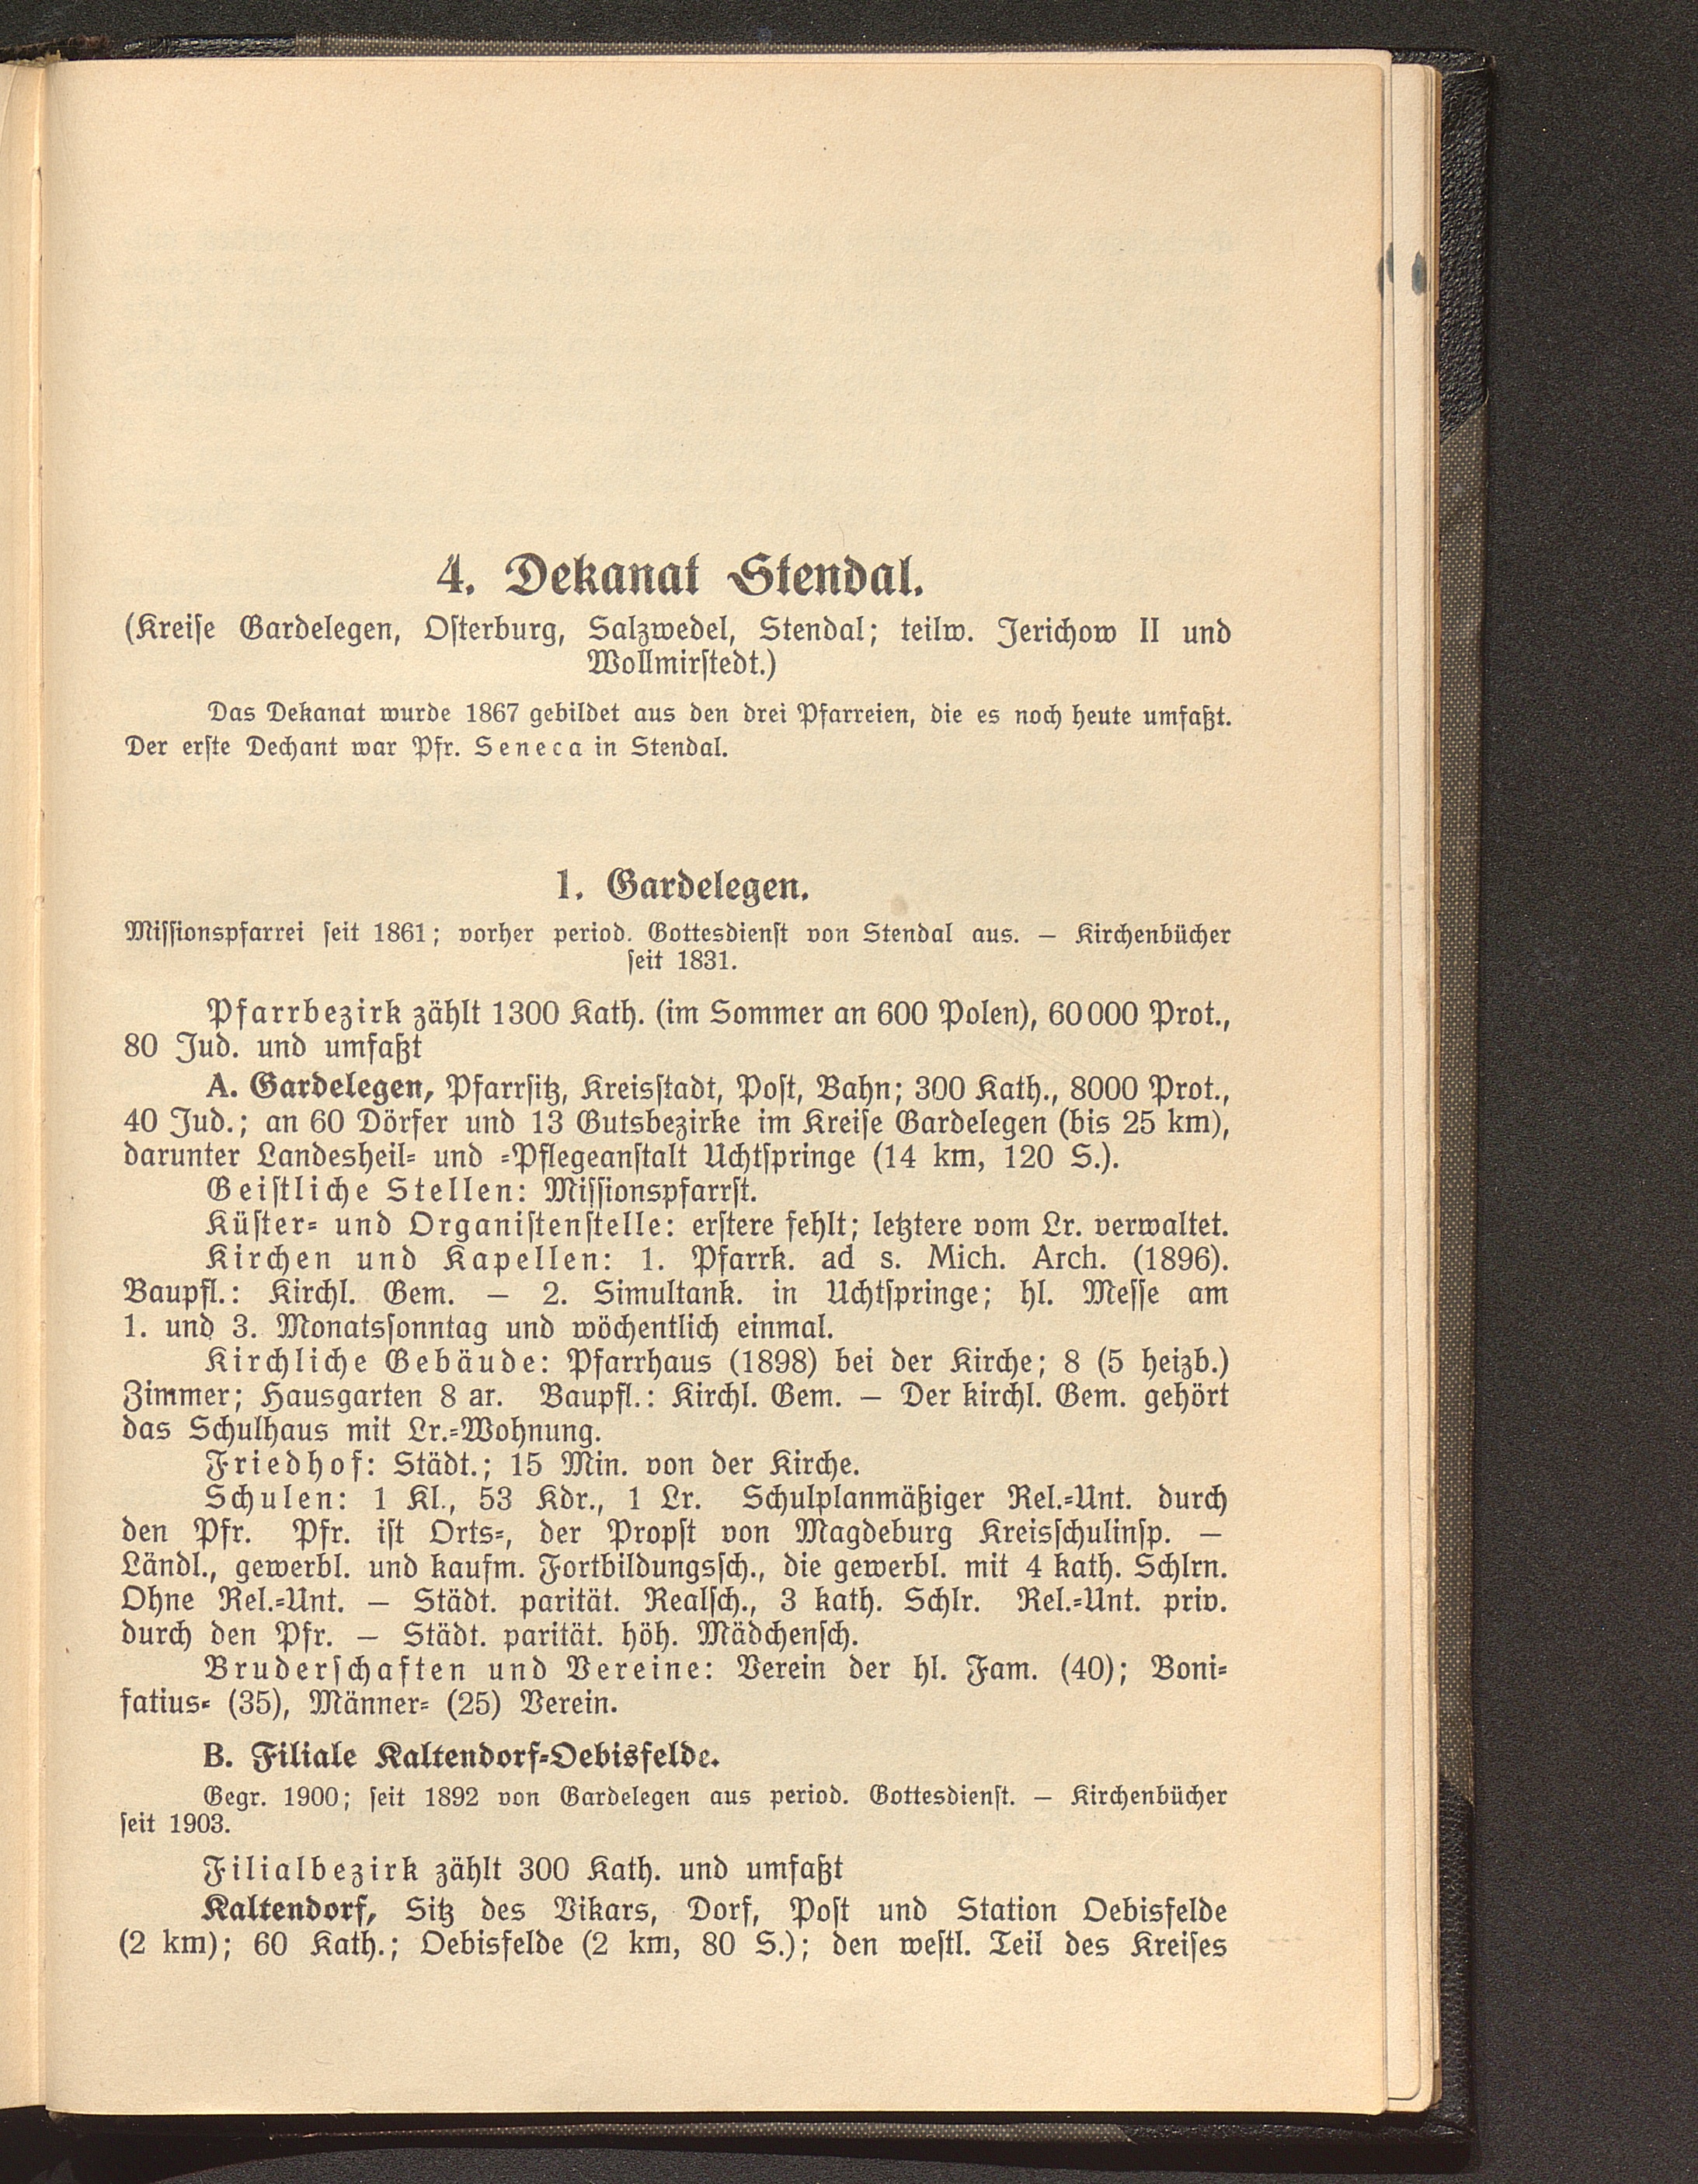 4. Dekanat Stendal.
(Kreise Gardelegen, Osterburg, Salzwedel, Stendal; teilw. Jerichow II und
Wollmirstedt.)
Das Dekanat wurde 1867 gebildet aus den drei Pfarreien, die es noch heute umfaßt.
Der erste Dechant war Pfr. Seneca in Stendal.
1. Gardelegen.
Missionspfarrei seit 1861; vorher period. Gottesdienst von Stendal aus. — Kirchenbücher
seit 1831.
Pfarrbezirk zählt 1300 Kath. (im Sommer an 600 Polen), 60000 Prot.,
80 Jud. und umfaßt
A. Gardelegen, Pfarrsitz, Kreisstadt, Post, Bahn; 300 Kath., 8000 Prot.,
40 Jud.; an 60 Dörfer und 13 Gutsbezirke im Kreise Gardelegen (bis 25 km),
darunter Landesheil- und -Pflegeanstalt Uchtspringe (14 km, 120 S.).
Geistliche Stellen: Missionspfarrst.
Küster- und Organistenstelle: erstere fehlt; letztere vom Lr. verwaltet.
Kirchen und Kapellen: 1. Pfarrk. ad s. Mich. Arch. (1896).
Baupfl.: Kirchl. Gem. — 2. Simultank. in Uchtspringe; hl. Messe am
1. und 3. Monatssonntag und wöchentlich einmal.
Kirchliche Gebäude: Pfarrhaus (1898) bei der Kirche; 8 (5 heizb.)
Zimmer; Hausgarten 8 ar. Baupfl.: Kirchl. Gem. — Der kirchl. Gem. gehört
das Schulhaus mit Lr.-Wohnung.
Friedhof: Städt.; 15 Min. von der Kirche.
Schulen: 1 Kl., 53 Kdr., 1 Lr. Schulplanmäßiger Rel.-Unt. durch
den Pfr. Pfr. ist Orts-, der Propst von Magdeburg Kreisschulinsp. —
Ländl., gewerbl. und kaufm. Fortbildungssch., die gewerbl. mit 4 kath. Schlrn.
Ohne Rel.-Unt. — Städt. parität. Realsch., 3 kath. Schlr. Rel.-Unt. priv.
durch den Pfr. — Städt. parität. höh. Mädchensch.
Bruderschaften und Vereine: Verein der hl. Fam. (40); Boni-
fatius- (35), Männer- (25) Verein.
B. Filiale Kaltendorf-Oebisfelde.
Gegr. 1900; seit 1892 von Gardelegen aus period. Gottesdienst. — Kirchenbücher
seit 1903.
Filialbezirk zählt 300 Kath. und umfaßt
Kaltendorf, Sitz des Vikars, Dorf, Post und Station Oebisfelde
(2 km); 60 Kath.; Oebisfelde (2 km, 80 S.); den westl. Teil des Kreises